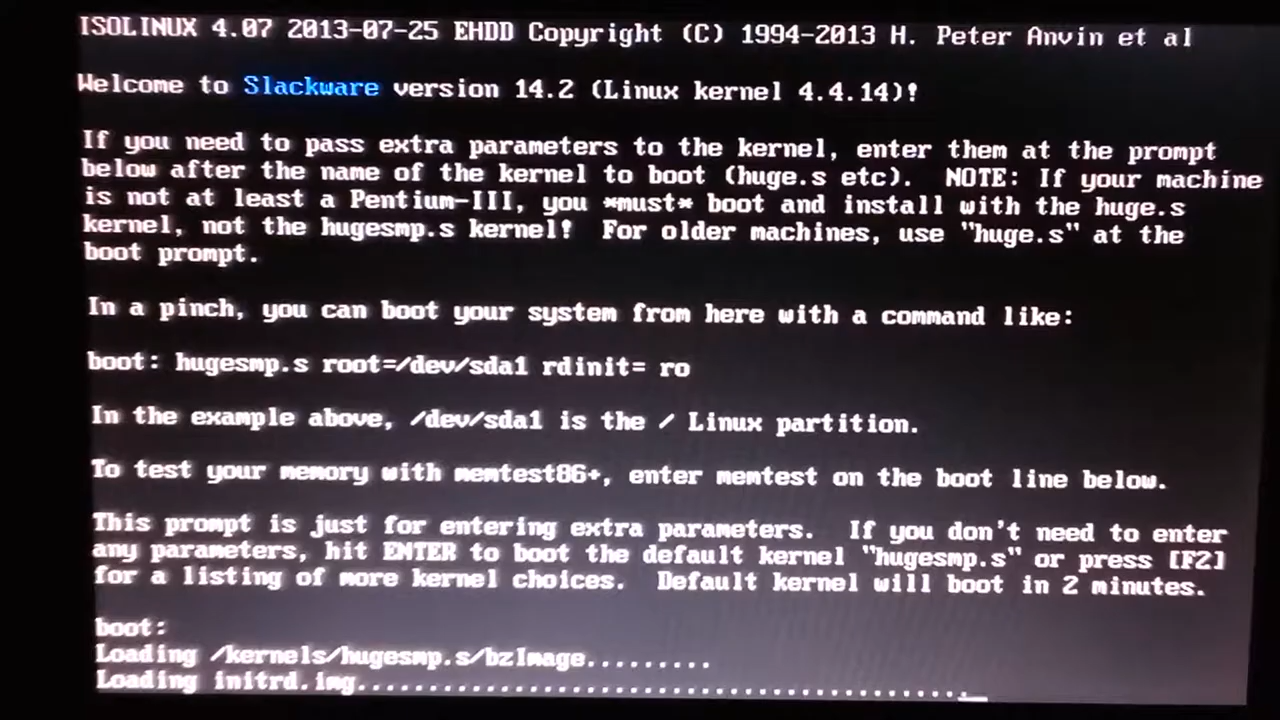 ISOLINUX 4.07 2013-07-25 EHDD Copyright (C) 1994-2013 H. Peter Anvin et al
Welcome to Slackware version 14.2 (Linux kernel 4.4.14)!
If you need to pass extra parameters to the kernel, enter them at the prompt
below after the name of the kernel to boot (huge.s etc).  NOTE: If your machine
is not at least a Pentium-III, you *must* boot and install with the huge.s
kernel, not the hugesmp.s kernel!  For older machines, use "huge.s" at the
boot prompt.
In a pinch, you can boot your system from here with a command like:
boot: hugesmp.s root=/dev/sda1 rdinit= ro
In the example above, /dev/sda1 is the / Linux partition.
To test your memory with memtest86+, enter memtest on the boot line below.
This prompt is just for entering extra parameters.  If you don't need to enter
any parameters, hit ENTER to boot the default kernel "hugesmp.s" or press [F2]
for a listing of more kernel choices.  Default kernel will boot in 2 minutes.
boot:
Loading /kernels/hugesmp.s/bzImage.........
Loading initrd.img..........................................